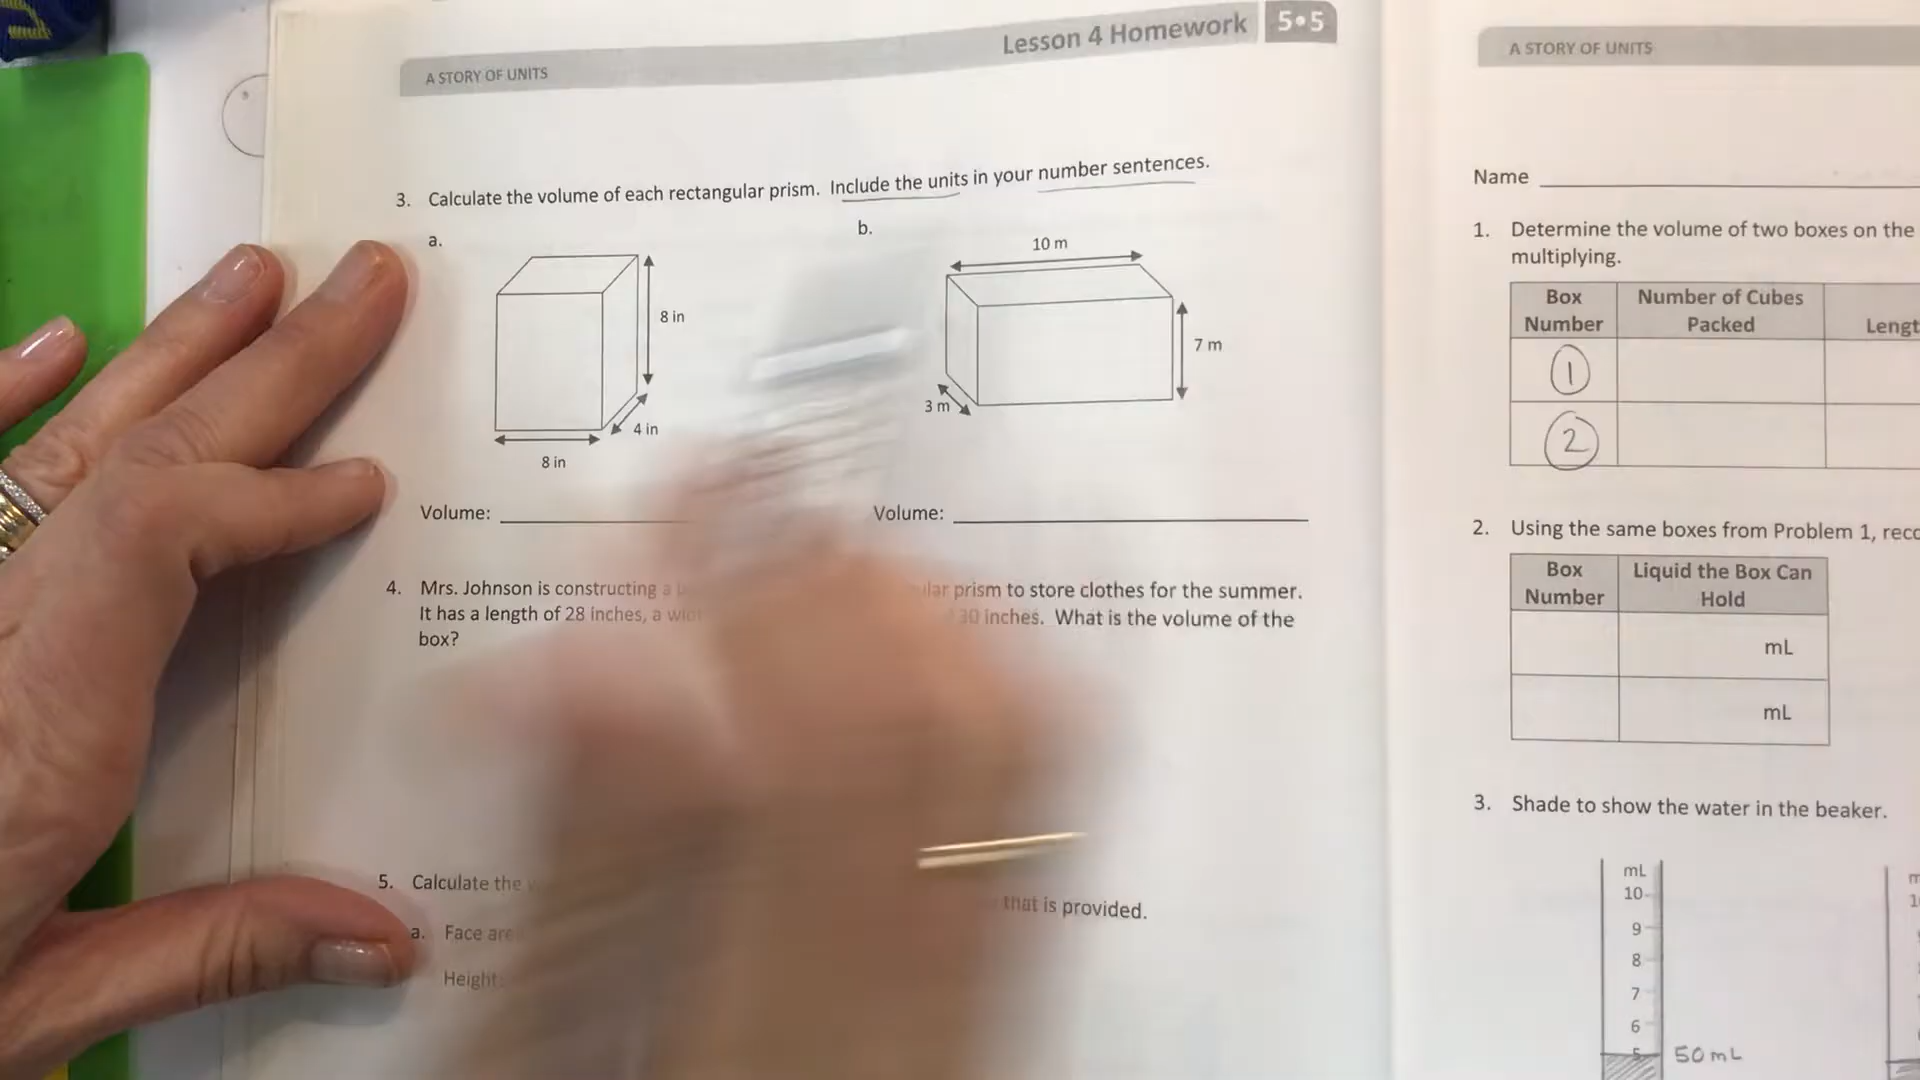 Lesson 4 Homework 5•5
A STORY OF UNITS
3. Calculate the volume of each rectangular prism. Include the units in your number sentences.
a.
8 in
4 in
8 in
Volume:
b.
10 m
7 m
3 m
Volume:
4. Mrs. Johnson is constructing a prism to store clothes for the summer.
It has a length of 28 inches, a 30 inches. What is the volume of the
box?
5. Calculate the that is provided.
a. Face
Height:
A STORY OF UNITS
Name
1. Determine the volume of two boxes on the
multiplying.
Box Number
Number of Cubes Packed
1
2
2. Using the same boxes from Problem 1,
Box Number
Liquid the Box Can Hold
mL
mL
3. Shade to show the water in the beaker.
mL
10
9
8
7
6
5
50 mL